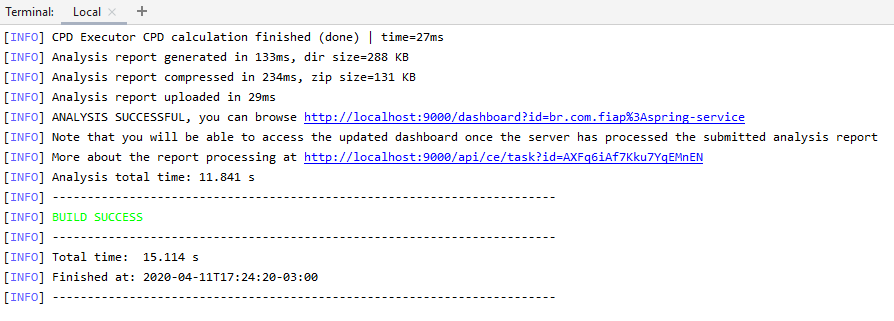 Terminal: Local × +
[INFO] CPD Executor CPD calculation finished (done) | time=27ms
[INFO] Analysis report generated in 133ms, dir size=288 KB
[INFO] Analysis report compressed in 234ms, zip size=131 KB
[INFO] Analysis report uploaded in 29ms
[INFO] ANALYSIS SUCCESSFUL, you can browse http://localhost:9000/dashboard?id=br.com.fiap%3Aspring-service
[INFO] Note that you will be able to access the updated dashboard once the server has processed the submitted analysis report
[INFO] More about the report processing at http://localhost:9000/api/ce/task?id=AXFq6iAf7Kku7YqEMnEN
[INFO] Analysis total time: 11.841 s
[INFO] ------------------------------------------------------------------------
[INFO] BUILD SUCCESS
[INFO] ------------------------------------------------------------------------
[INFO] Total time:  15.114 s
[INFO] Finished at: 2020-04-11T17:24:20-03:00
[INFO] ------------------------------------------------------------------------